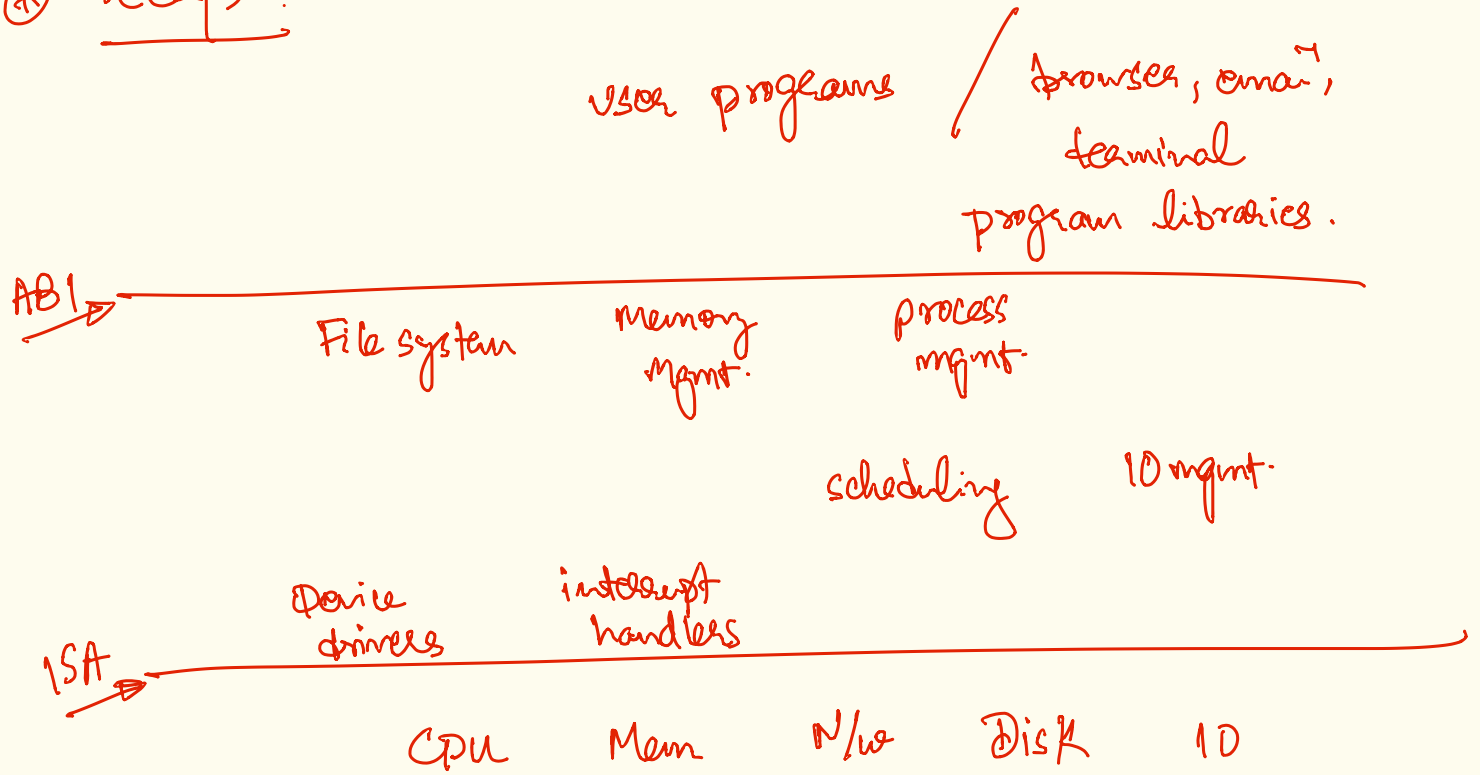 user programs / browser, email,
terminal
program libraries.
ABI
File system Memory process
Mgmt. mgmt.
scheduling IO mgmt.
Device interrupt
drivers handlers
ISA
CPU Mem N/w Disk IO